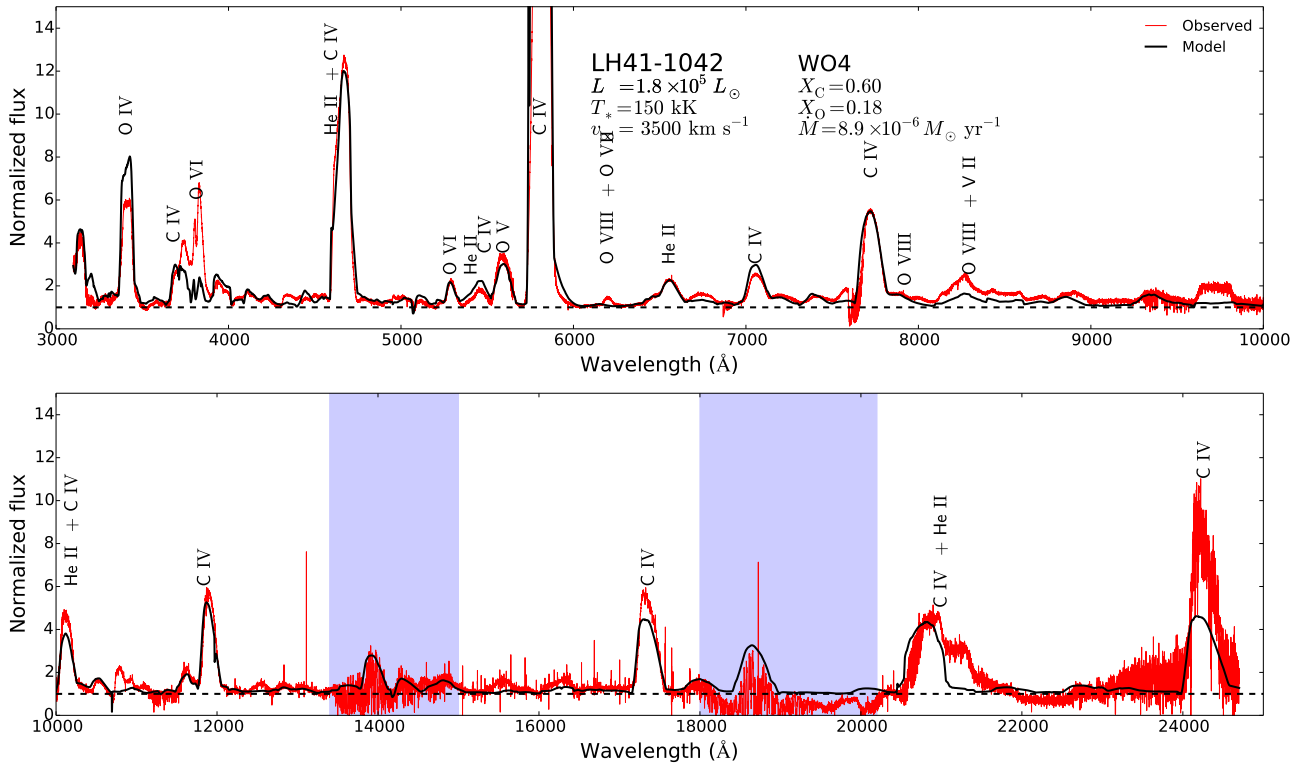 14
12
10
8
6
4
2
0
Normalized flux
O IV
C IV
O VI
He II + C IV
O VI
He II
C IV
O V
C IV
O VIII + O VI
He II
C IV
C IV
O VIII
O VIII + V II
LH41-1042
L =1.8×10⁵ L☉
T* =150 kK
= 3500 km s⁻¹
WO4
X_C=0.60
X_O=0.18
Ṁ=8.9×10⁻⁶ M☉ yr⁻¹
Observed
Model
3000 4000 5000 6000 7000 8000 9000 10000
Wavelength (Å)
14
12
10
8
6
4
2
0
Normalized flux
He II + C IV
C IV
C IV
C IV + He II
C IV
10000 12000 14000 16000 18000 20000 22000 24000
Wavelength (Å)